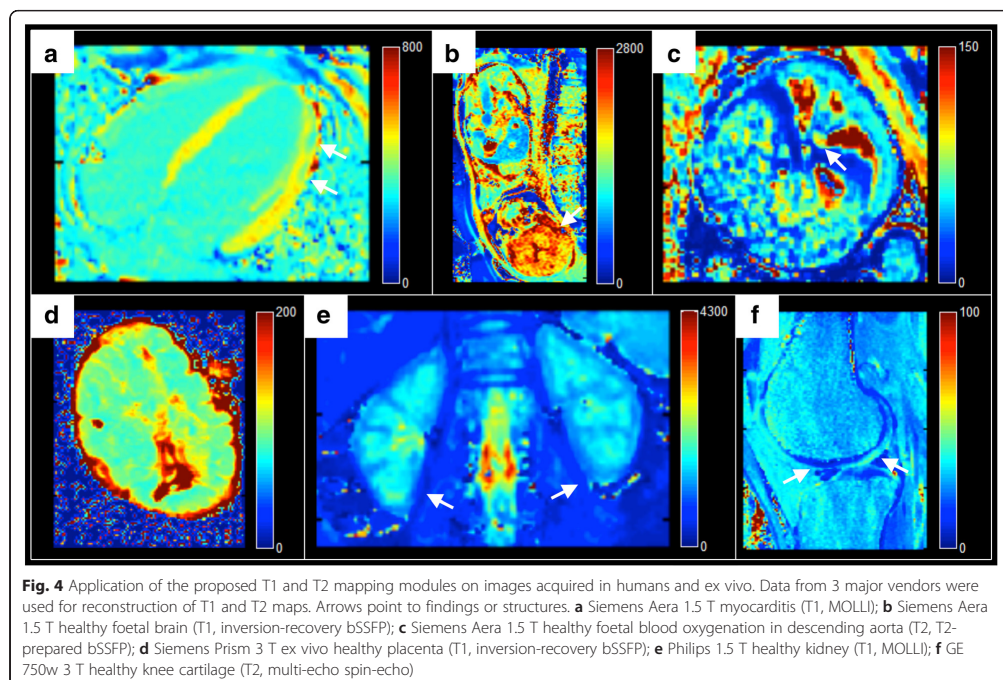 a
800
0
b
2800
0
c
150
0
d
200
0
e
4300
0
f
100
0
Fig. 4 Application of the proposed T1 and T2 mapping modules on images acquired in humans and ex vivo. Data from 3 major vendors were
used for reconstruction of T1 and T2 maps. Arrows point to findings or structures. a Siemens Aera 1.5 T myocarditis (T1, MOLLI); b Siemens Aera
1.5 T healthy foetal brain (T1, inversion-recovery bSSFP); c Siemens Aera 1.5 T healthy foetal blood oxygenation in descending aorta (T2, T2-
prepared bSSFP); d Siemens Prism 3 T ex vivo healthy placenta (T1, inversion-recovery bSSFP); e Philips 1.5 T healthy kidney (T1, MOLLI); f GE
750w 3 T healthy knee cartilage (T2, multi-echo spin-echo)